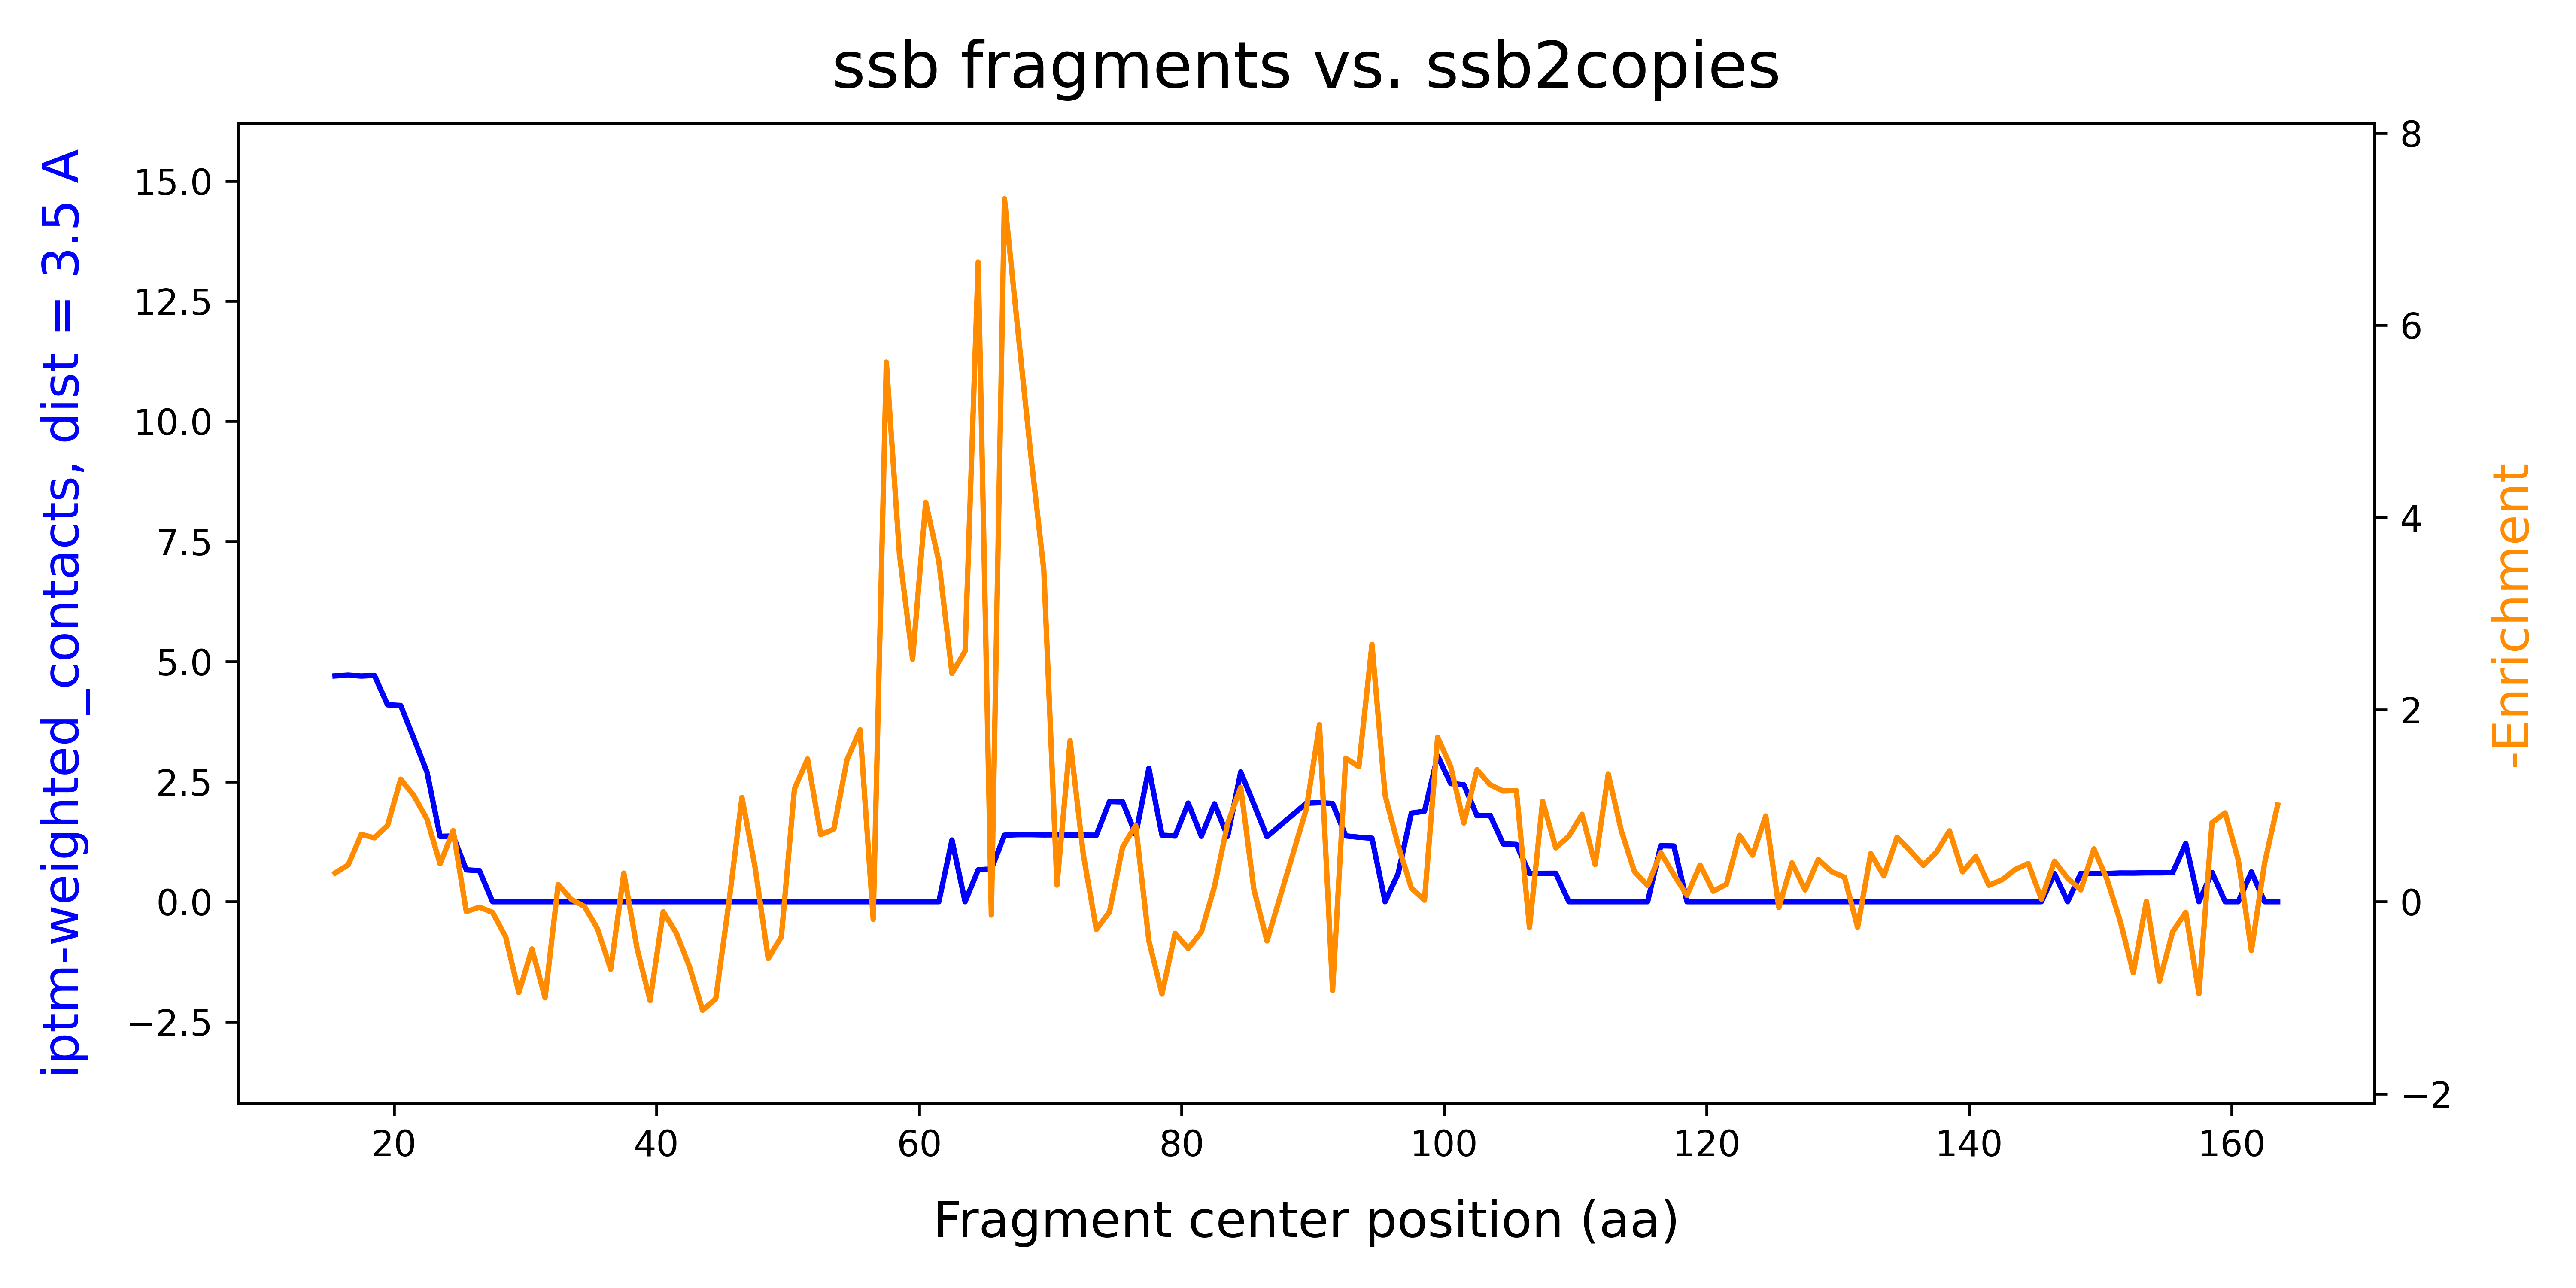 ssb fragments vs. ssb2copies
iptm-weighted_contacts, dist = 3.5 A
15.0
12.5
10.0
7.5
5.0
2.5
0.0
−2.5
8
6
4
2
0
−2
-Enrichment
20 40 60 80 100 120 140 160
Fragment center position (aa)